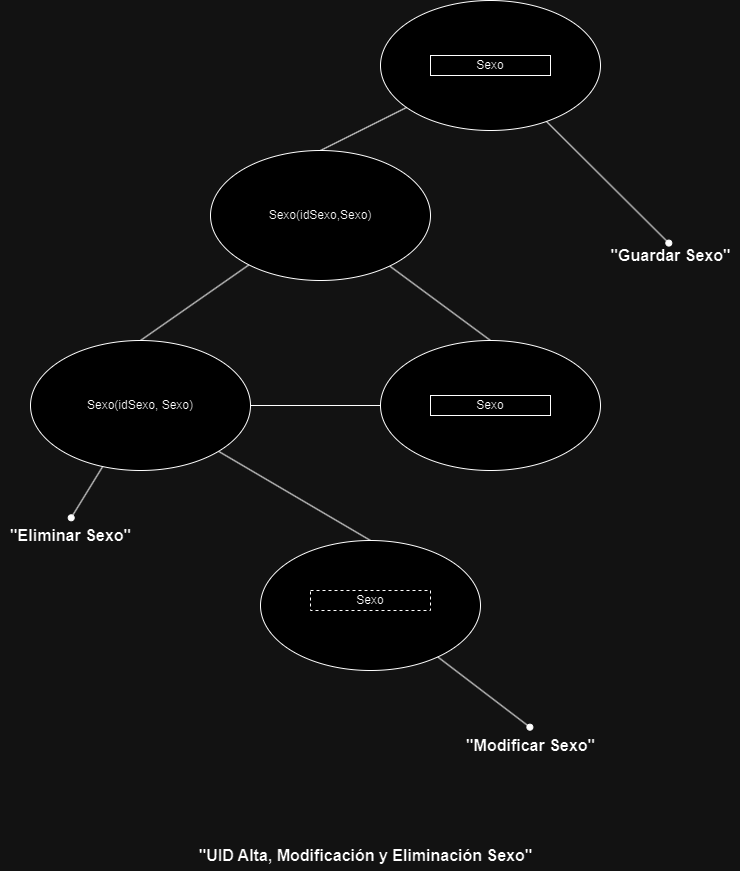 Sexo
Sexo(idSexo,Sexo)
"Guardar Sexo"
Sexo(idSexo, Sexo)
Sexo
"Eliminar Sexo"
Sexo
"Modificar Sexo"
"UID Alta, Modificación y Eliminación Sexo"